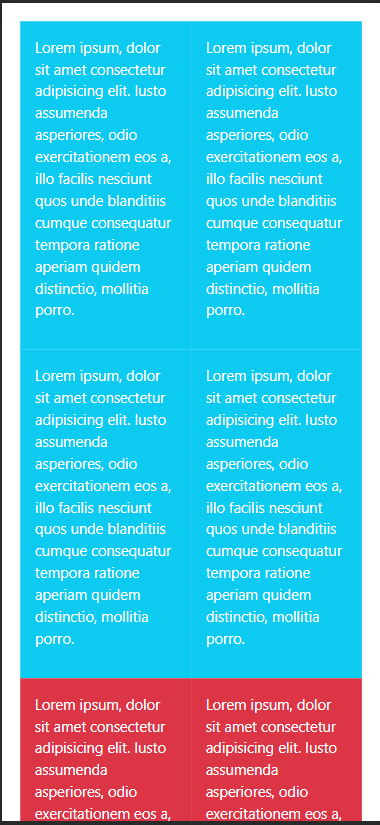 Lorem ipsum, dolor
sit amet consectetur
adipisicing elit. Iusto
assumenda
asperiores, odio
exercitationem eos a,
illo facilis nesciunt
quos unde blanditiis
cumque consequatur
tempora ratione
aperiam quidem
distinctio, mollitia
porro.
Lorem ipsum, dolor
sit amet consectetur
adipisicing elit. Iusto
assumenda
asperiores, odio
exercitationem eos a,
illo facilis nesciunt
quos unde blanditiis
cumque consequatur
tempora ratione
aperiam quidem
distinctio, mollitia
porro.
Lorem ipsum, dolor
sit amet consectetur
adipisicing elit. Iusto
assumenda
asperiores, odio
exercitationem eos a,
illo facilis nesciunt
quos unde blanditiis
cumque consequatur
tempora ratione
aperiam quidem
distinctio, mollitia
porro.
Lorem ipsum, dolor
sit amet consectetur
adipisicing elit. Iusto
assumenda
asperiores, odio
exercitationem eos a,
illo facilis nesciunt
quos unde blanditiis
cumque consequatur
tempora ratione
aperiam quidem
distinctio, mollitia
porro.
Lorem ipsum, dolor
sit amet consectetur
adipisicing elit. Iusto
assumenda
asperiores, odio
exercitationem eos a,
Lorem ipsum, dolor
sit amet consectetur
adipisicing elit. Iusto
assumenda
asperiores, odio
exercitationem eos a,